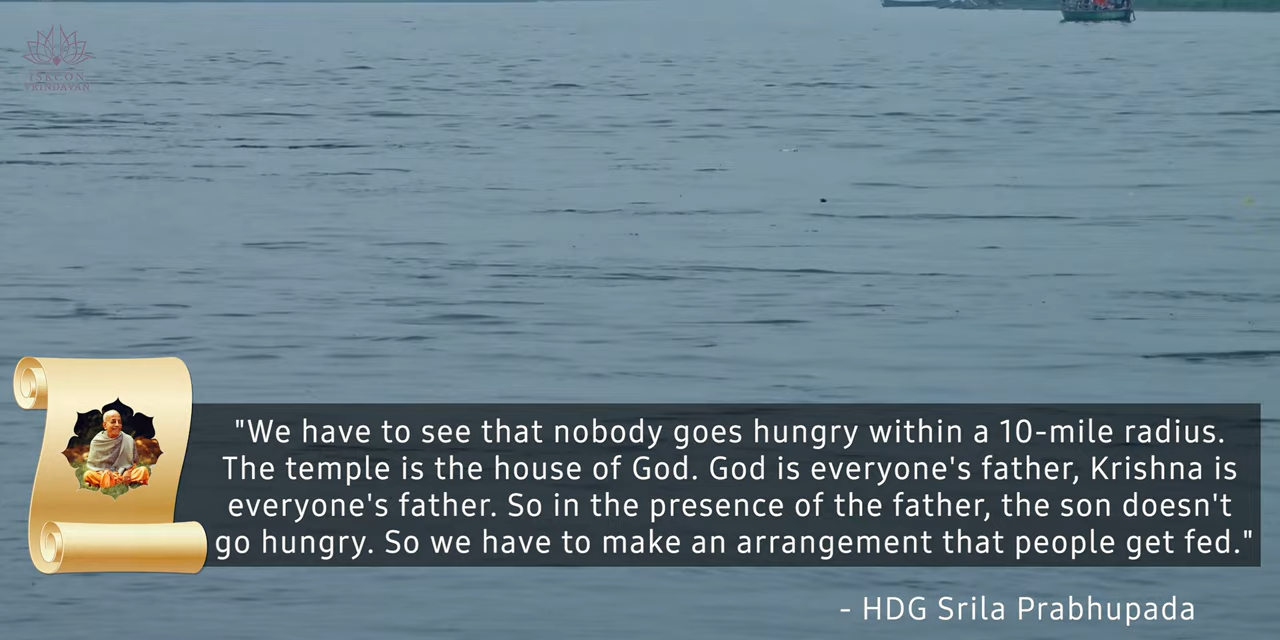 ISKCON
VRINDAVAN
"We have to see that nobody goes hungry within a 10-mile radius.
The temple is the house of God. God is everyone's father, Krishna is
everyone's father. So in the presence of the father, the son doesn't
go hungry. So we have to make an arrangement that people get fed."
- HDG Srila Prabhupada